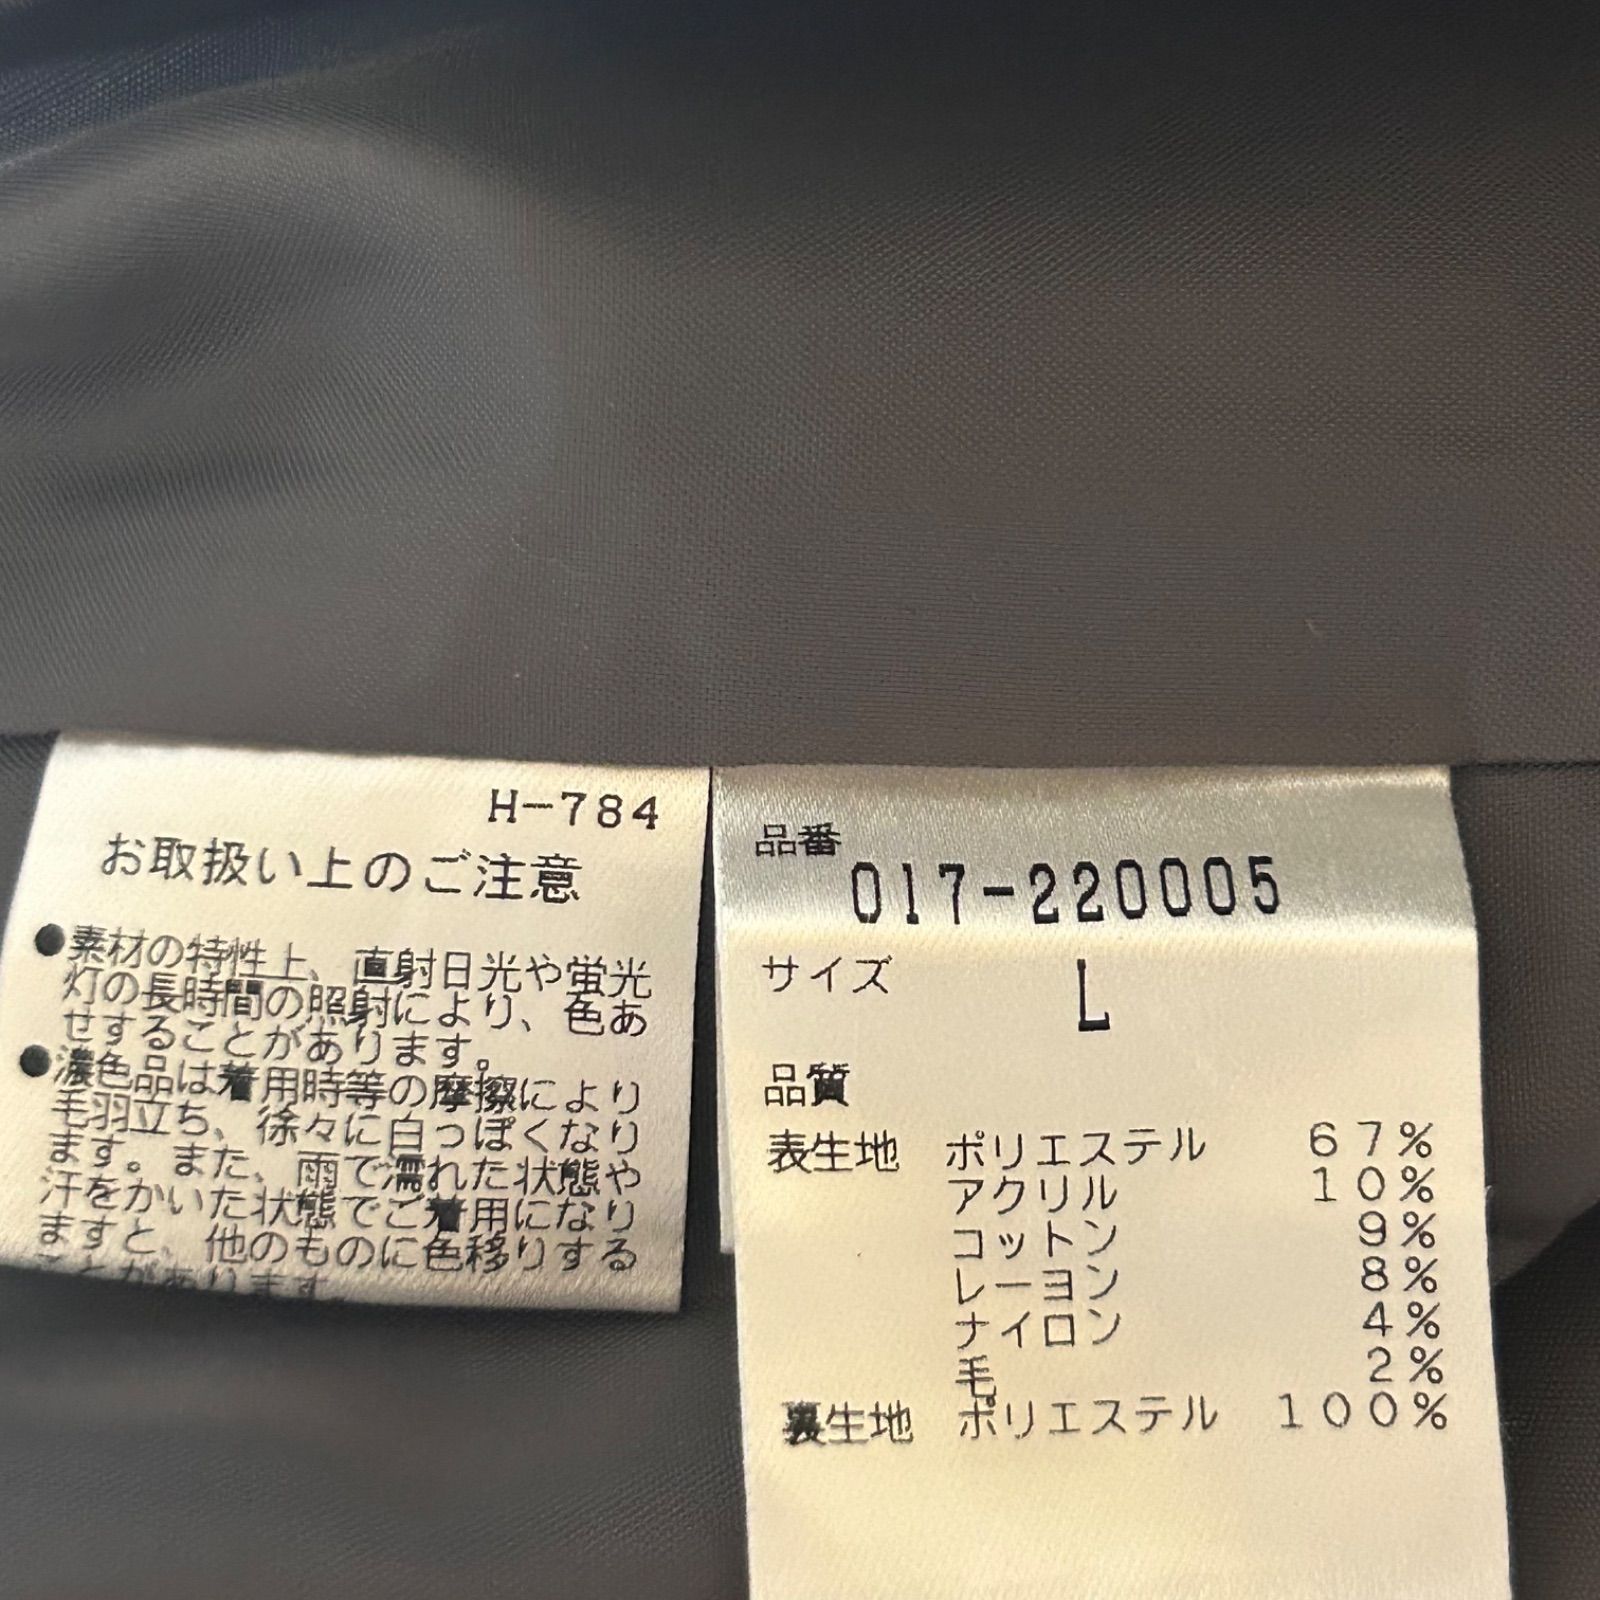 H-784
お取扱い上のご注意
●素材の特性上、直射日光や蛍光
灯の長時間の照射により、色あ
せすることがあります。
●濃色品は着用時等の摩擦により
毛羽立ち、徐々に白っぽくなり
ます。また、雨で濡れた状態や
汗をかいた状態でご着用になり
ますと、他のものに色移りする
ことがあります。
品番
017-220005
サイズ L
品質
表生地 ポリエステル 67%
アクリル 10%
コットン 9%
レーヨン 8%
ナイロン 4%
毛 2%
裏生地 ポリエステル 100%